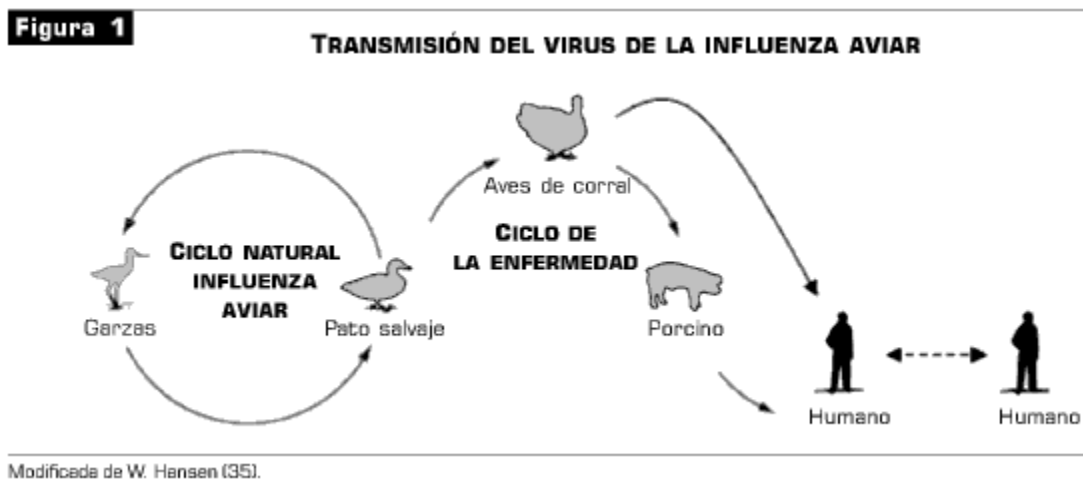 Figura 1
TRANSMISIÓN DEL VIRUS DE LA INFLUENZA AVIAR
Aves de corral
CICLO NATURAL
INFLUENZA
AVIAR
CICLO DE
LA ENFERMEDAD
Garzas
Pato salvaje
Porcino
Humano
Humano
Modificada de W. Hansen (35).